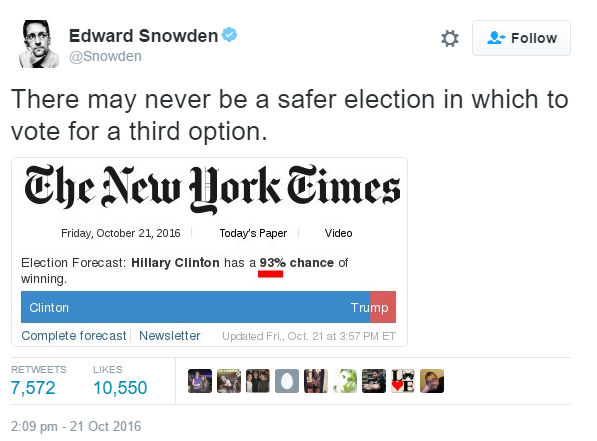 Edward Snowden
@Snowden
Follow
There may never be a safer election in which to
vote for a third option.
The New York Times
Friday, October 21, 2016
Today's Paper
Video
Election Forecast: Hillary Clinton has a 93% chance of
winning.
Clinton
Trump
Complete forecast
Newsletter
Updated Fri., Oct. 21 at 3:57 PM ET
RETWEETS
LIKES
7,572
10,550
L VE
2:09 pm - 21 Oct 2016